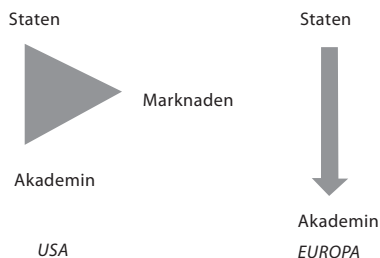 Staten
Marknaden
Akademin
USA
Staten
Akademin
EUROPA